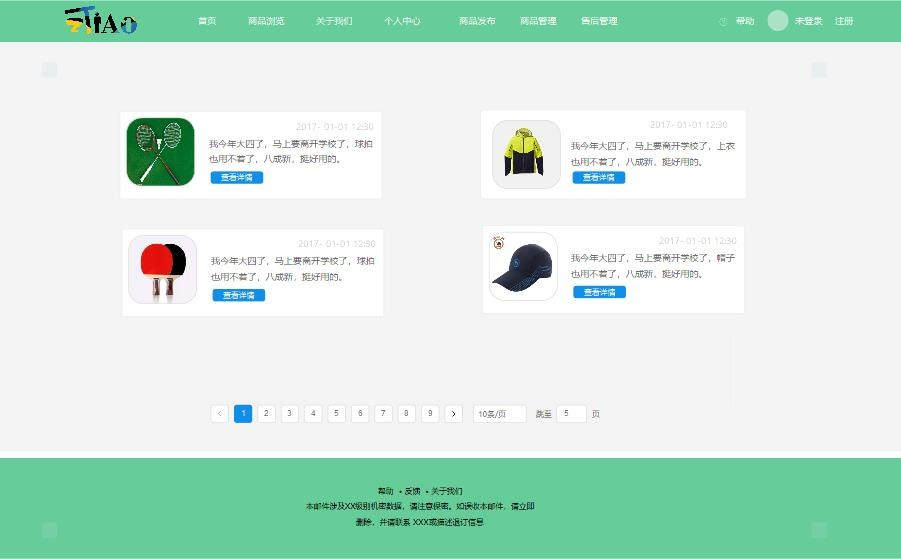 TIAO
首页 商品浏览 关于我们 个人中心 商品发布 商品管理 售后管理 帮助 未登录 注册
2017- 01-01 12:30
我今年大四了，马上要离开学校了，球拍
也用不着了，八成新，挺好用的。
查看详情
2017- 01-01 12:30
我今年大四了，马上要离开学校了，上衣
也用不着了，八成新，挺好用的。
查看详情
2017- 01-01 12:30
我今年大四了，马上要离开学校了，球拍
也用不着了，八成新，挺好用的。
查看详情
2017- 01-01 12:30
我今年大四了，马上要离开学校了，帽子
也用不着了，八成新，挺好用的。
查看详情
< 1 2 3 4 5 6 7 8 9 > 10条/页 跳至 5 页
帮助 • 反馈 • 关于我们
本邮件涉及XX级别机密数据，请注意保密。如误收本邮件，请立即
删除，并请联系 XXX或描述退订信息